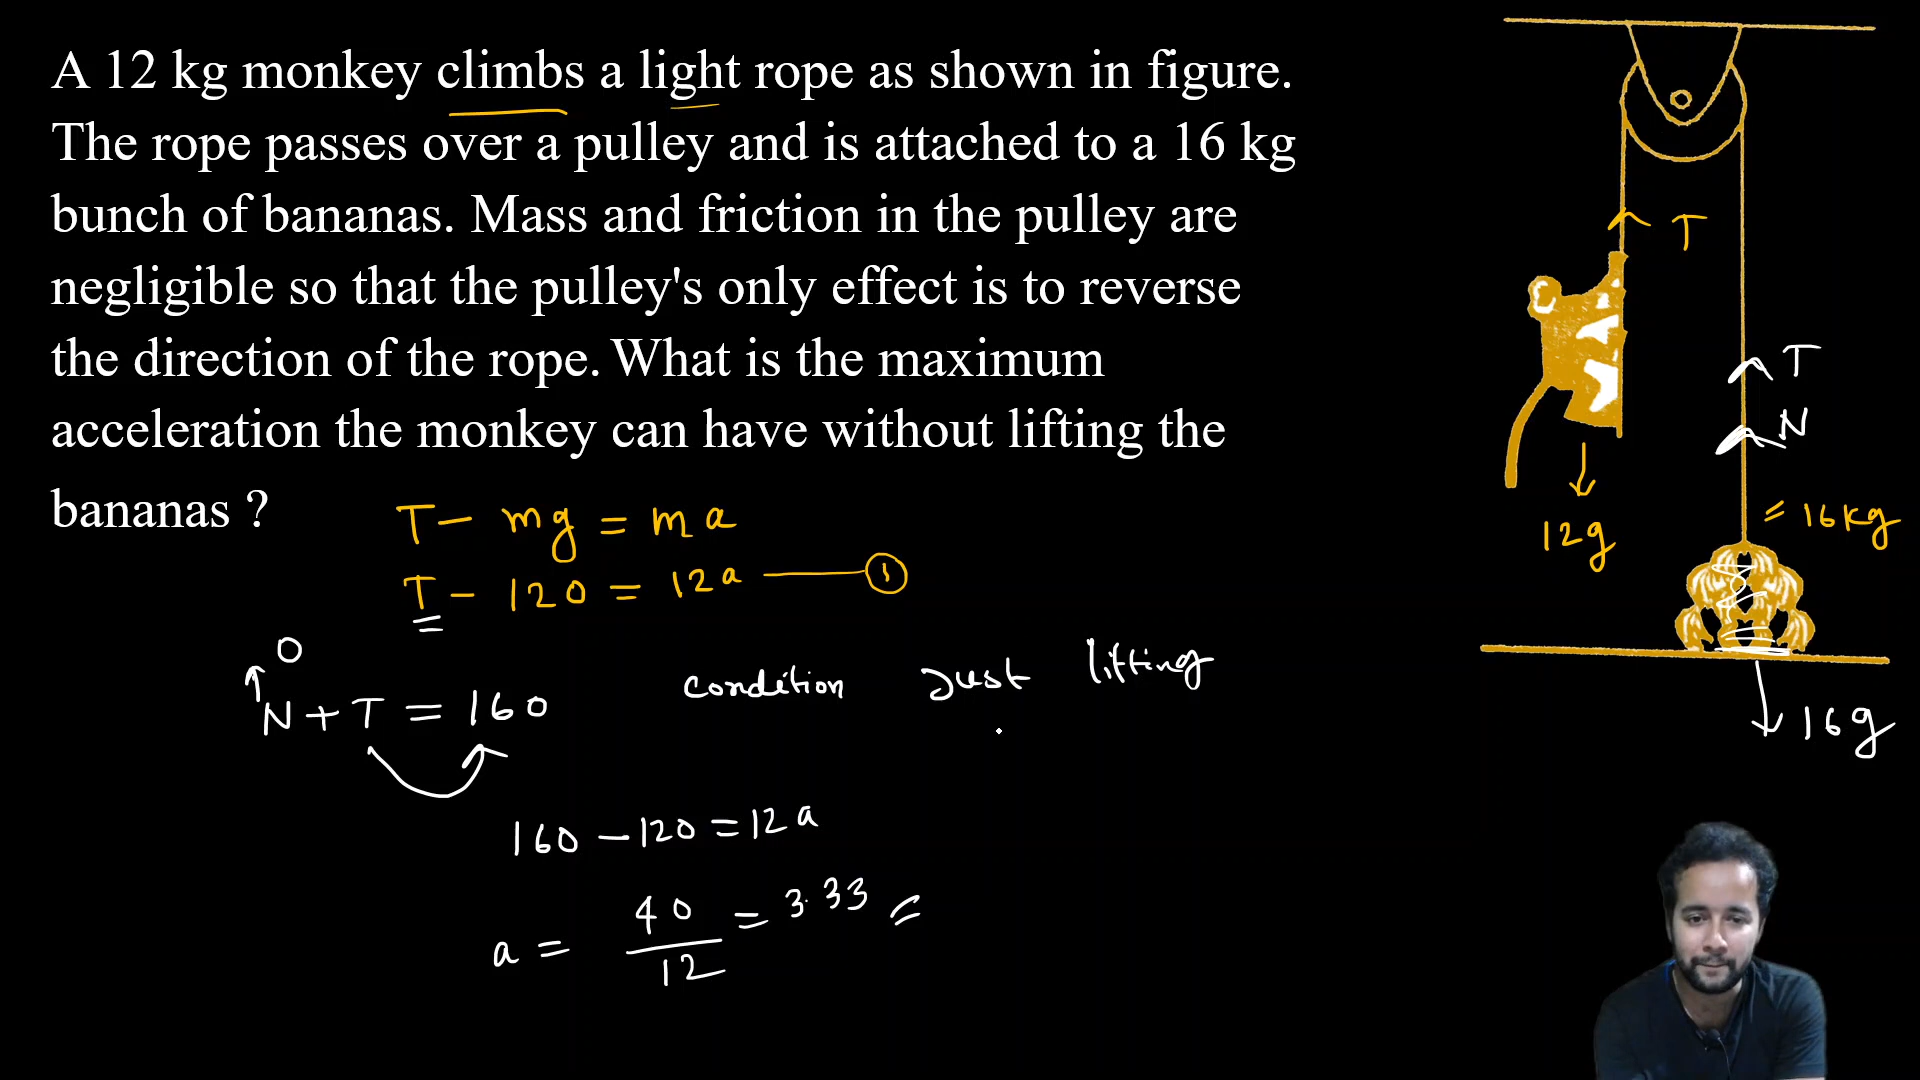 A 12 kg monkey climbs a light rope as shown in figure.
The rope passes over a pulley and is attached to a 16 kg
bunch of bananas. Mass and friction in the pulley are
negligible so that the pulley's only effect is to reverse
the direction of the rope. What is the maximum
acceleration the monkey can have without lifting the
bananas ?
T - mg = ma
T - 120 = 12a ——— ①
0
N + T = 160
condition Just lifting
160 - 120 = 12a
a = 40/12 = 3.33
T
T
N
= 16kg
12g
16g